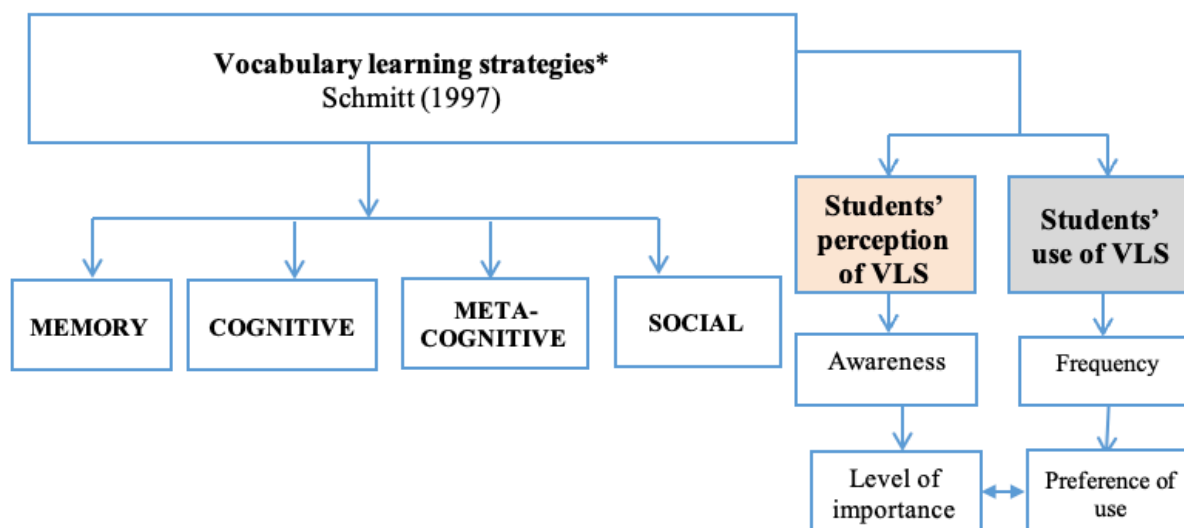 Vocabulary learning strategies*
Schmitt (1997)
Students’
perception
of VLS
Students’
use of VLS
MEMORY
COGNITIVE
META-
COGNITIVE
SOCIAL
Awareness
Frequency
Level of
importance
Preference of
use